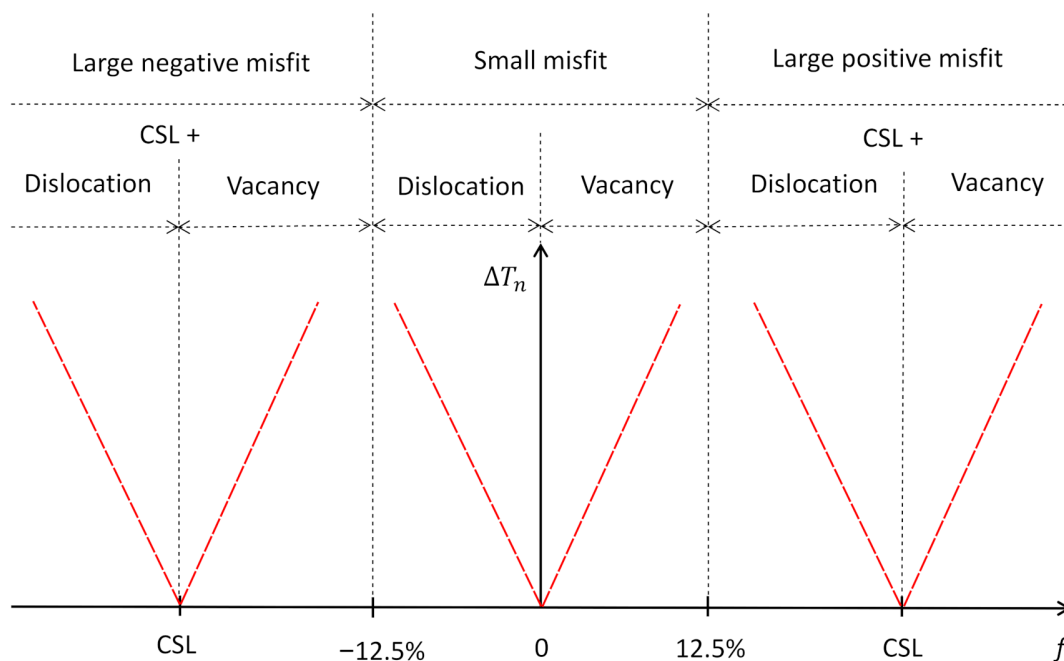 Large negative misfit
Small misfit
Large positive misfit
CSL +
CSL +
Dislocation
Vacancy
Dislocation
Vacancy
Dislocation
Vacancy
ΔTₙ
CSL
−12.5%
0
12.5%
CSL
f